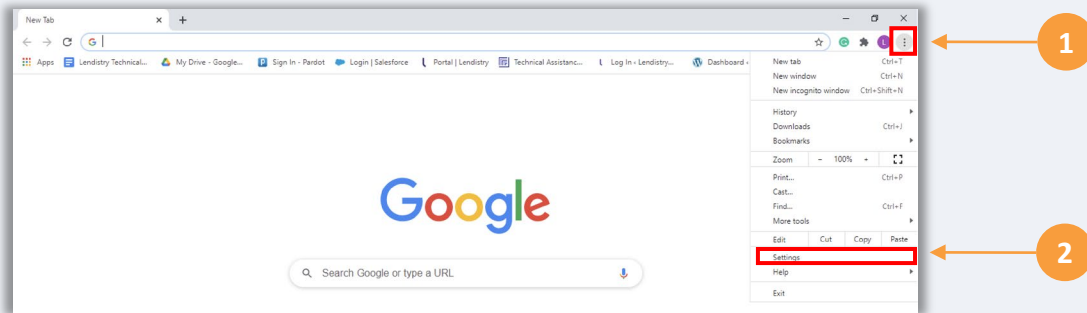 New Tab
G
L
Apps Lendistry Technical... My Drive - Google... Sign In - Pardot Login | Salesforce Portal | Lendistry Technical Assistanc... Log In ‹ Lendistry... Dashboard ‹
New tab Ctrl+T
New window Ctrl+N
New incognito window Ctrl+Shift+N
History
Downloads Ctrl+J
Bookmarks
Zoom - 100% +
Print... Ctrl+P
Cast...
Find... Ctrl+F
More tools
Edit Cut Copy Paste
Settings
Help
Exit
Google
Search Google or type a URL
1
2